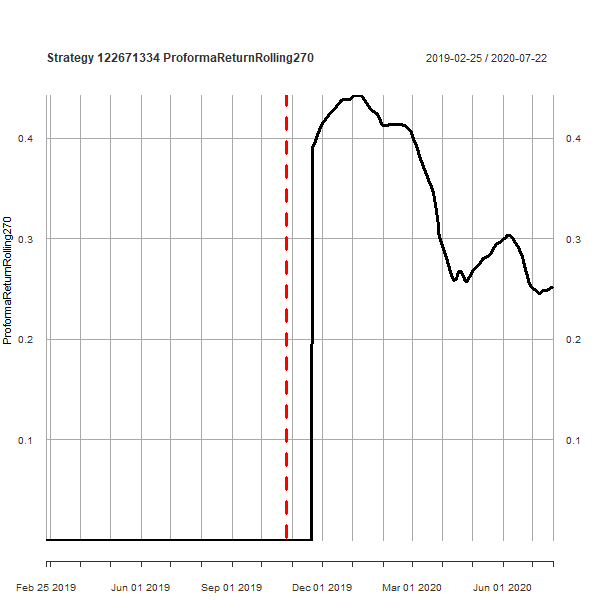 Strategy 122671334 ProformaReturnRolling270
2019-02-25 / 2020-07-22
ProformaReturnRolling270
0.4
0.3
0.2
0.1
0.4
0.3
0.2
0.1
Feb 25 2019
Jun 01 2019
Sep 01 2019
Dec 01 2019
Mar 01 2020
Jun 01 2020